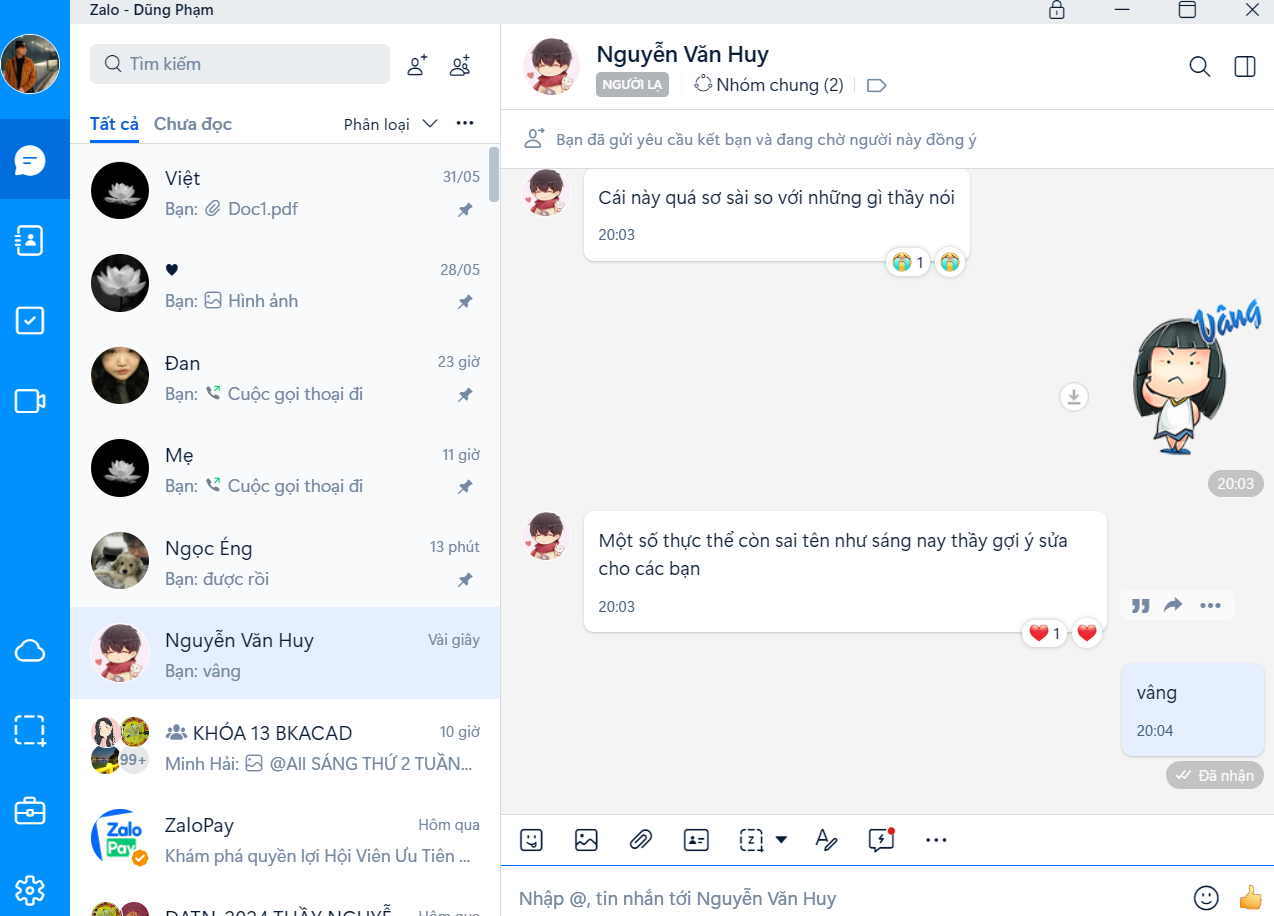 Zalo - Dũng Phạm
Tìm kiếm
Tất cả
Chưa đọc
Phân loại
Việt
31/05
Bạn: Doc1.pdf
♥
28/05
Bạn: Hình ảnh
Đan
23 giờ
Bạn: Cuộc gọi thoại đi
Mẹ
11 giờ
Bạn: Cuộc gọi thoại đi
Ngọc Éng
13 phút
Bạn: được rồi
Nguyễn Văn Huy
Vài giây
Bạn: vâng
99+
KHÓA 13 BKACAD
10 giờ
Minh Hải: @All SÁNG THỨ 2 TUẦN...
Zalo
Pay
ZaloPay
Hôm qua
Khám phá quyền lợi Hội Viên Ưu Tiên ...
DATN_2024 THẦY NGUYỄ
Hôm qua
Nguyễn Văn Huy
NGƯỜI LẠ
Nhóm chung (2)
Bạn đã gửi yêu cầu kết bạn và đang chờ người này đồng ý
Cái này quá sơ sài so với những gì thầy nói
20:03
1
Vâng
20:03
Một số thực thể còn sai tên như sáng nay thầy gợi ý sửa
cho các bạn
20:03
1
vâng
20:04
Đã nhận
Nhập @, tin nhắn tới Nguyễn Văn Huy